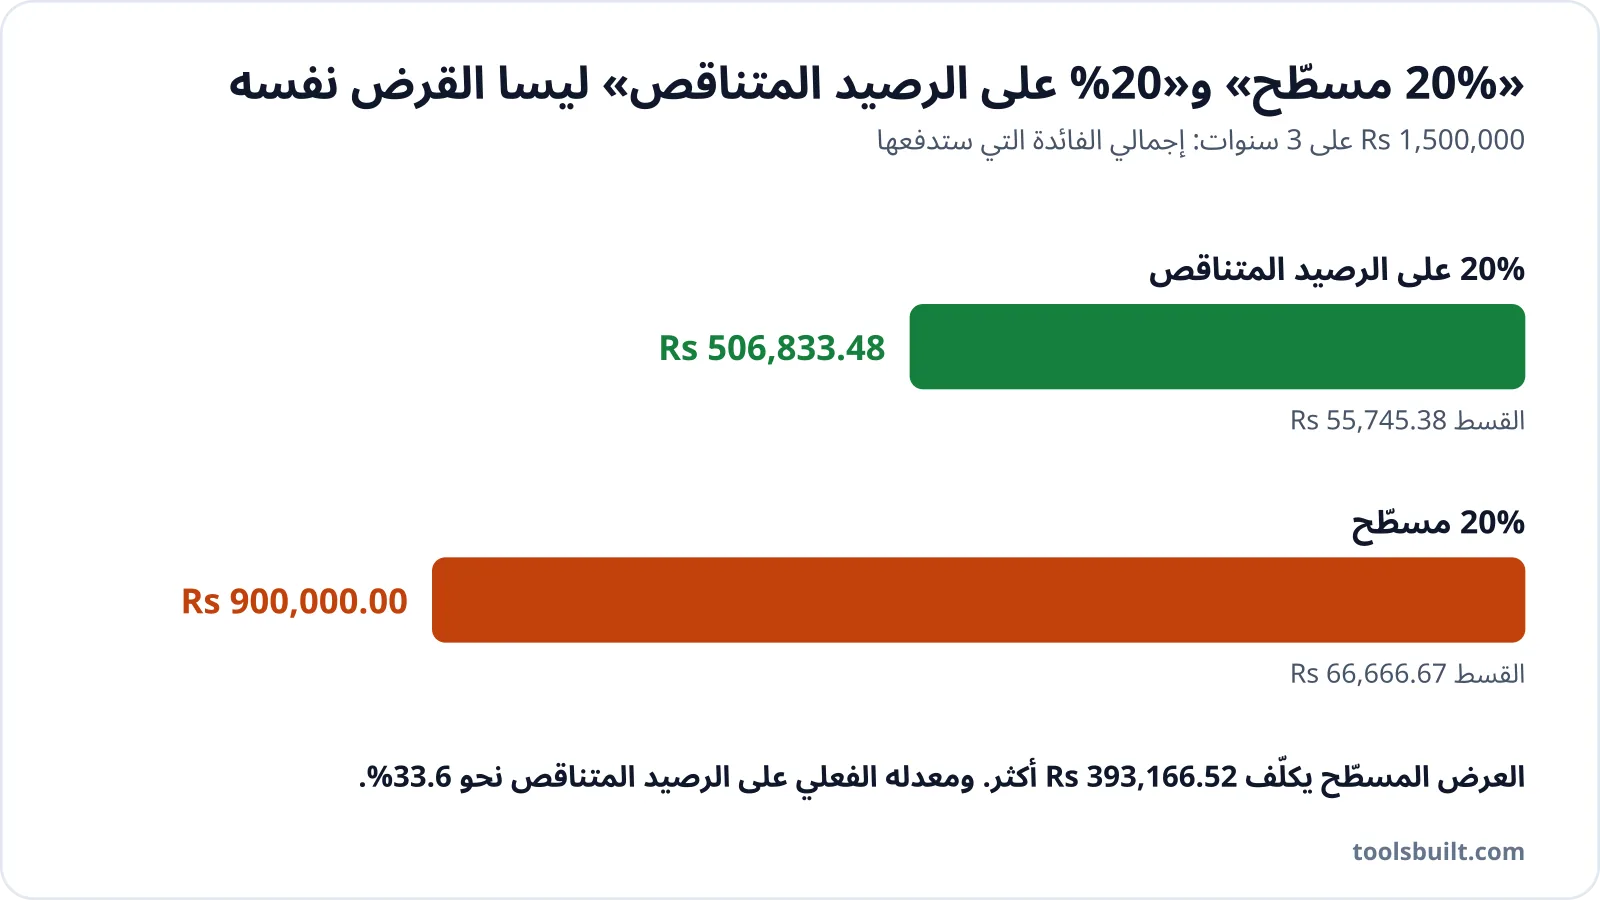 «20% مسطّح» و«20% على الرصيد المتناقص» ليسا القرض نفسه
Rs 1,500,000 على 3 سنوات: إجمالي الفائدة التي ستدفعها
20% على الرصيد المتناقص
Rs 506,833.48
القسط Rs 55,745.38
20% مسطّح
Rs 900,000.00
القسط Rs 66,666.67
العرض المسطّح يكلّف Rs 393,166.52 أكثر. ومعدله الفعلي على الرصيد المتناقص نحو 33.6%.
toolsbuilt.com